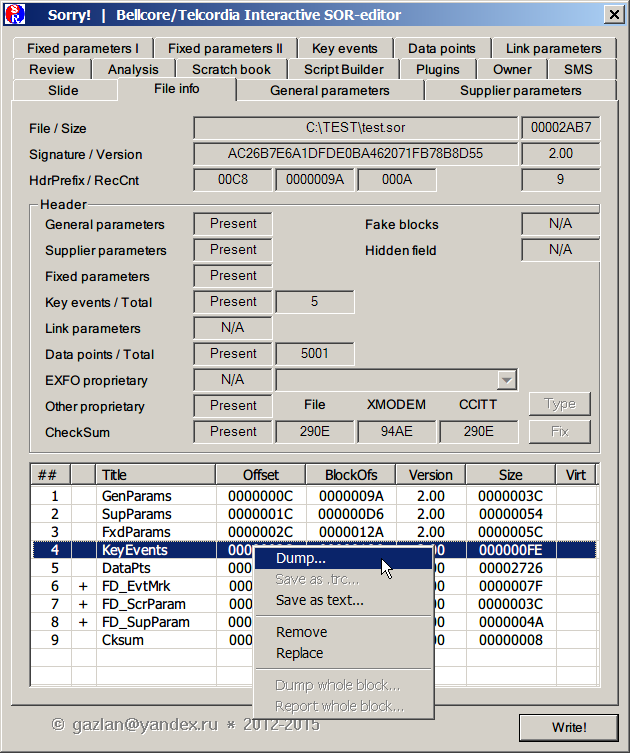 Sorry! | Bellcore/Telcordia Interactive SOR-editor
Fixed parameters I Fixed parameters II Key events Data points Link parameters
Review Analysis Scratch book Script Builder Plugins Owner SMS
Slide File info General parameters Supplier parameters
File / Size C:\TEST\test.sor 00002AB7
Signature / Version AC26B7E6A1DFDE0BA462071FB78B8D55 2.00
HdrPrefix / RecCnt 00C8 0000009A 000A 9
Header
General parameters Present Fake blocks N/A
Supplier parameters Present Hidden field N/A
Fixed parameters Present
Key events / Total Present 5
Link parameters N/A
Data points / Total Present 5001
EXFO proprietary N/A
Other proprietary Present File XMODEM CCITT Type
CheckSum Present 290E 94AE 290E Fix
## Title Offset BlockOfs Version Size Virt
1 GenParams 0000000C 0000009A 2.00 0000003C
2 SupParams 0000001C 000000D6 2.00 00000054
3 FxdParams 0000002C 0000012A 2.00 0000005C
4 KeyEvents 000 000000FE
5 DataPts 000 00002726
6 + FD_EvtMrk 000 0000007F
7 + FD_ScrParam 000 0000003C
8 + FD_SupParam 000 0000004A
9 Cksum 000 00000008
Dump...
Save as .trc...
Save as text...
Remove
Replace
Dump whole block...
Report whole block...
© gazlan@yandex.ru * 2012-2015
Write!